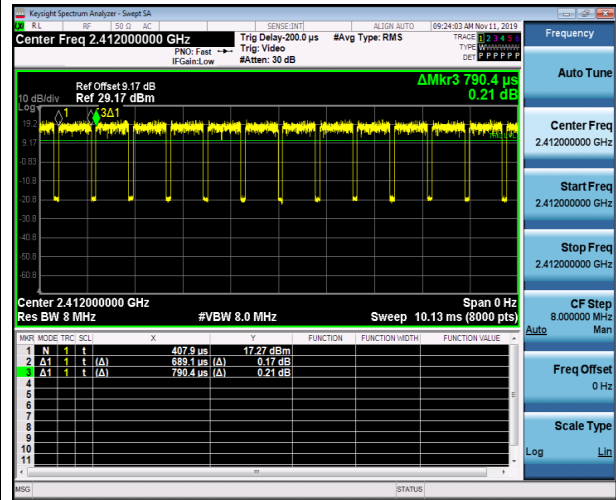 Keysight Spectrum Analyzer - Swept SA
RL RF 50 Ω AC SENSE:INT ALIGN AUTO 09:24:03 AM Nov 11, 2019
Center Freq 2.412000000 GHz
PNO: Fast
IFGain:Low
Trig Delay-200.0 µs
Trig: Video
#Atten: 30 dB
#Avg Type: RMS
TRACE 1 2 3 4 5 6
TYPE W
DET P P P P P P
Ref Offset 9.17 dB
10 dB/div Ref 29.17 dBm
ΔMkr3 790.4 µs
0.21 dB
Log
1
3Δ1
19.2
9.17
-0.83
-10.8
-20.8
-30.8
-40.8
-50.8
-60.8
Center 2.412000000 GHz Span 0 Hz
Res BW 8 MHz #VBW 8.0 MHz Sweep 10.13 ms (8000 pts)
MKR MODE TRC SCL X Y FUNCTION FUNCTION WIDTH FUNCTION VALUE
1 N 1 t 407.9 µs 17.27 dBm
2 Δ1 1 t (Δ) 689.1 µs (Δ) 0.17 dB
3 Δ1 1 t (Δ) 790.4 µs (Δ) 0.21 dB
4
5
6
7
8
9
10
11
MSG STATUS
Frequency
Auto Tune
Center Freq
2.412000000 GHz
Start Freq
2.412000000 GHz
Stop Freq
2.412000000 GHz
CF Step
8.000000 MHz
Auto Man
Freq Offset
0 Hz
Scale Type
Log Lin